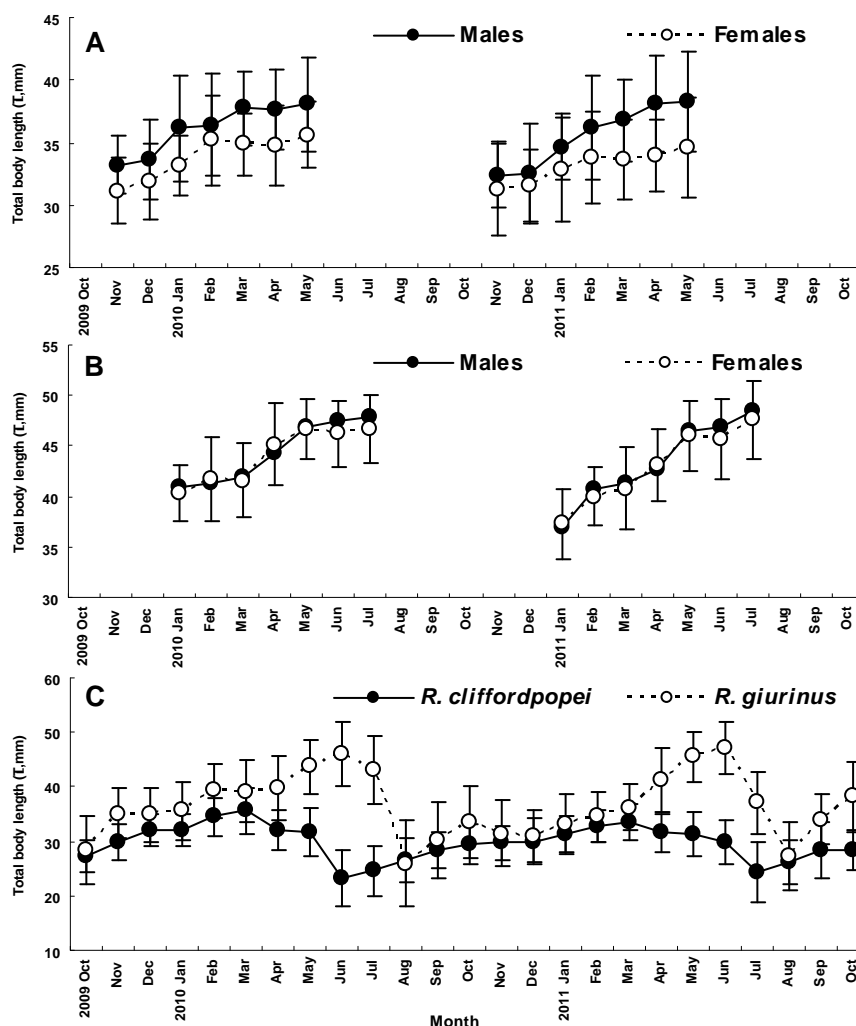 A
Males
Females
Total body length (T,mm)
45
40
35
30
25
2009 Oct
Nov
Dec
2010 Jan
Feb
Mar
Apr
May
Jun
Jul
Aug
Sep
Oct
Nov
Dec
2011 Jan
Feb
Mar
Apr
May
Jun
Jul
Aug
Sep
Oct
B
Males
Females
Total body length (T,mm)
55
50
45
40
35
30
2009 Oct
Nov
Dec
2010 Jan
Feb
Mar
Apr
May
Jun
Jul
Aug
Sep
Oct
Nov
Dec
2011 Jan
Feb
Mar
Apr
May
Jun
Jul
Aug
Sep
Oct
C
R. cliffordpopei
R. giurinus
Total body length (T,mm)
60
50
40
30
20
10
2009 Oct
Nov
Dec
2010 Jan
Feb
Mar
Apr
May
Jun
Jul
Aug
Sep
Oct
Nov
Dec
2011 Jan
Feb
Mar
Apr
May
Jun
Jul
Aug
Sep
Oct
Month